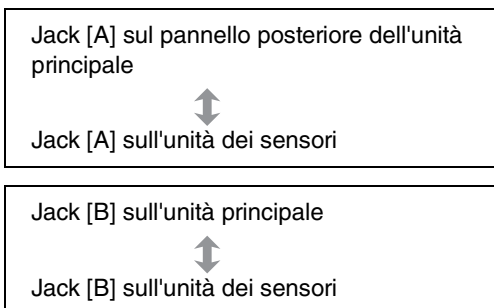 Jack [A] sul pannello posteriore dell'unità
principale
Jack [A] sull'unità dei sensori
Jack [B] sull'unità principale
Jack [B] sull'unità dei sensori